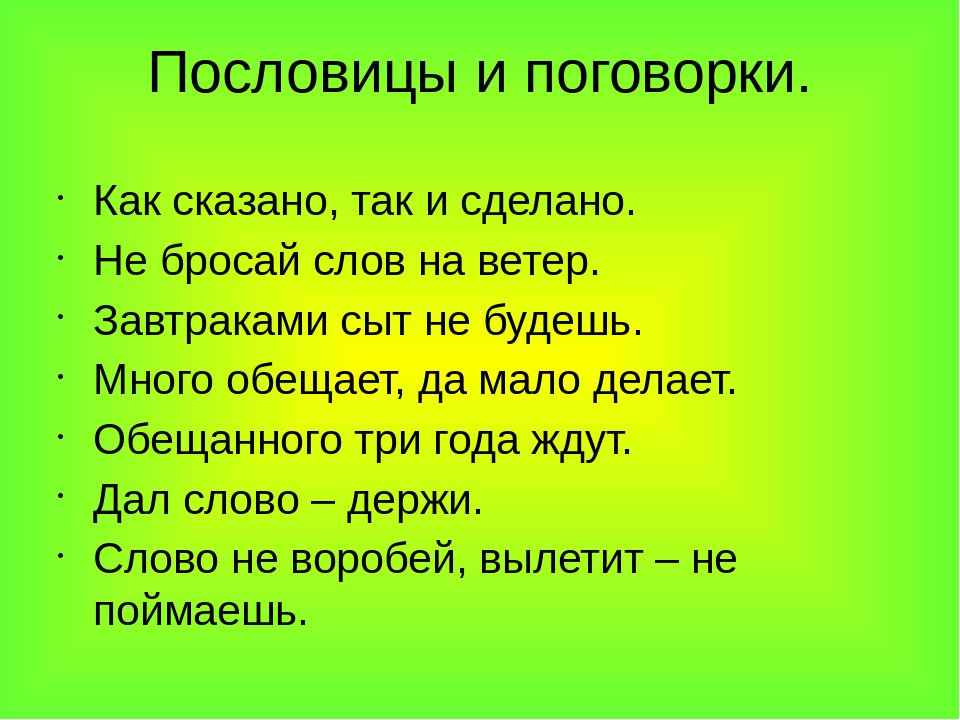 Пословицы и поговорки.
· Как сказано, так и сделано.
· Не бросай слов на ветер.
· Завтраками сыт не будешь.
· Много обещает, да мало делает.
· Обещанного три года ждут.
· Дал слово – держи.
· Слово не воробей, вылетит – не
поймаешь.